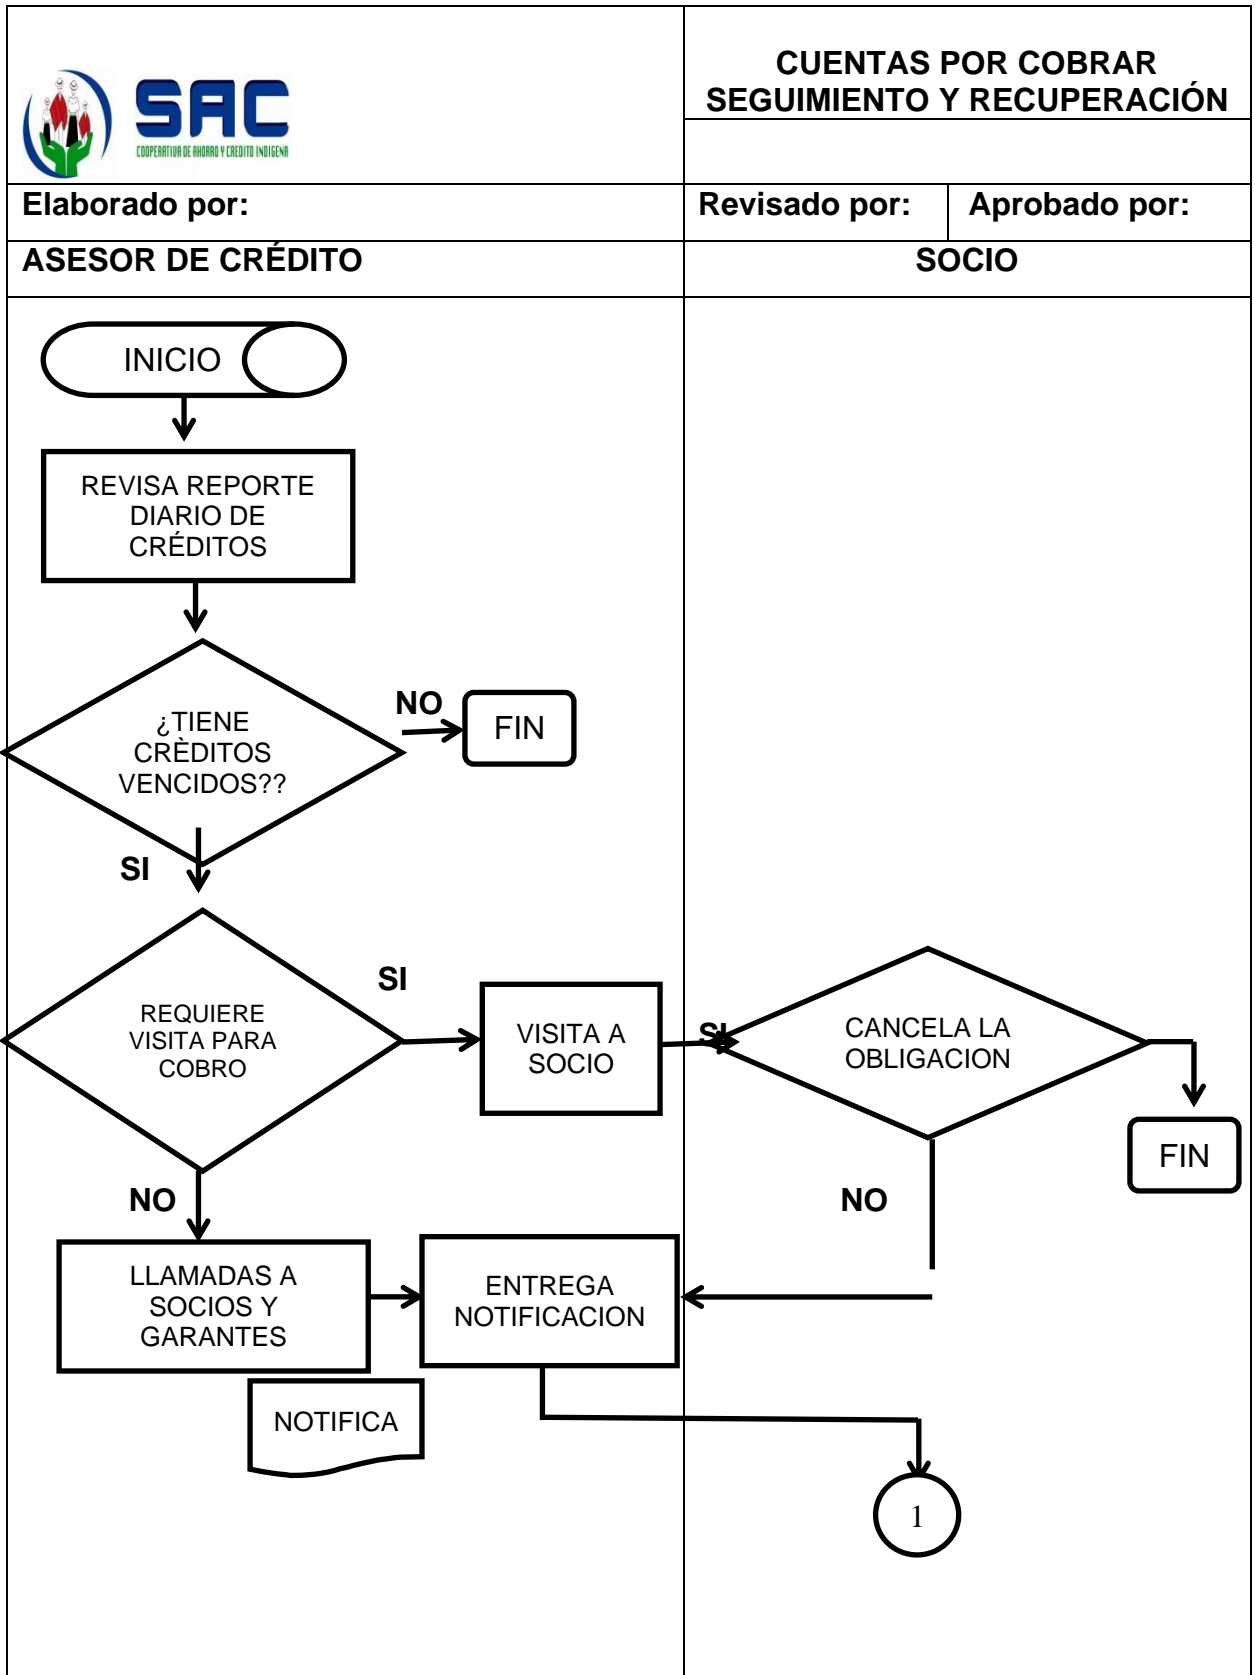 SAC
COOPERATIVA DE AHORRO Y CREDITO INDIGENA
CUENTAS POR COBRAR
SEGUIMIENTO Y RECUPERACIÓN
Elaborado por:
Revisado por:
Aprobado por:
ASESOR DE CRÉDITO
SOCIO
INICIO
REVISA REPORTE
DIARIO DE
CRÉDITOS
¿TIENE
CRÈDITOS
VENCIDOS??
NO
FIN
SI
REQUIERE
VISITA PARA
COBRO
SI
VISITA A
SOCIO
SI
CANCELA LA
OBLIGACION
FIN
NO
NO
LLAMADAS A
SOCIOS Y
GARANTES
ENTREGA
NOTIFICACION
NOTIFICA
1